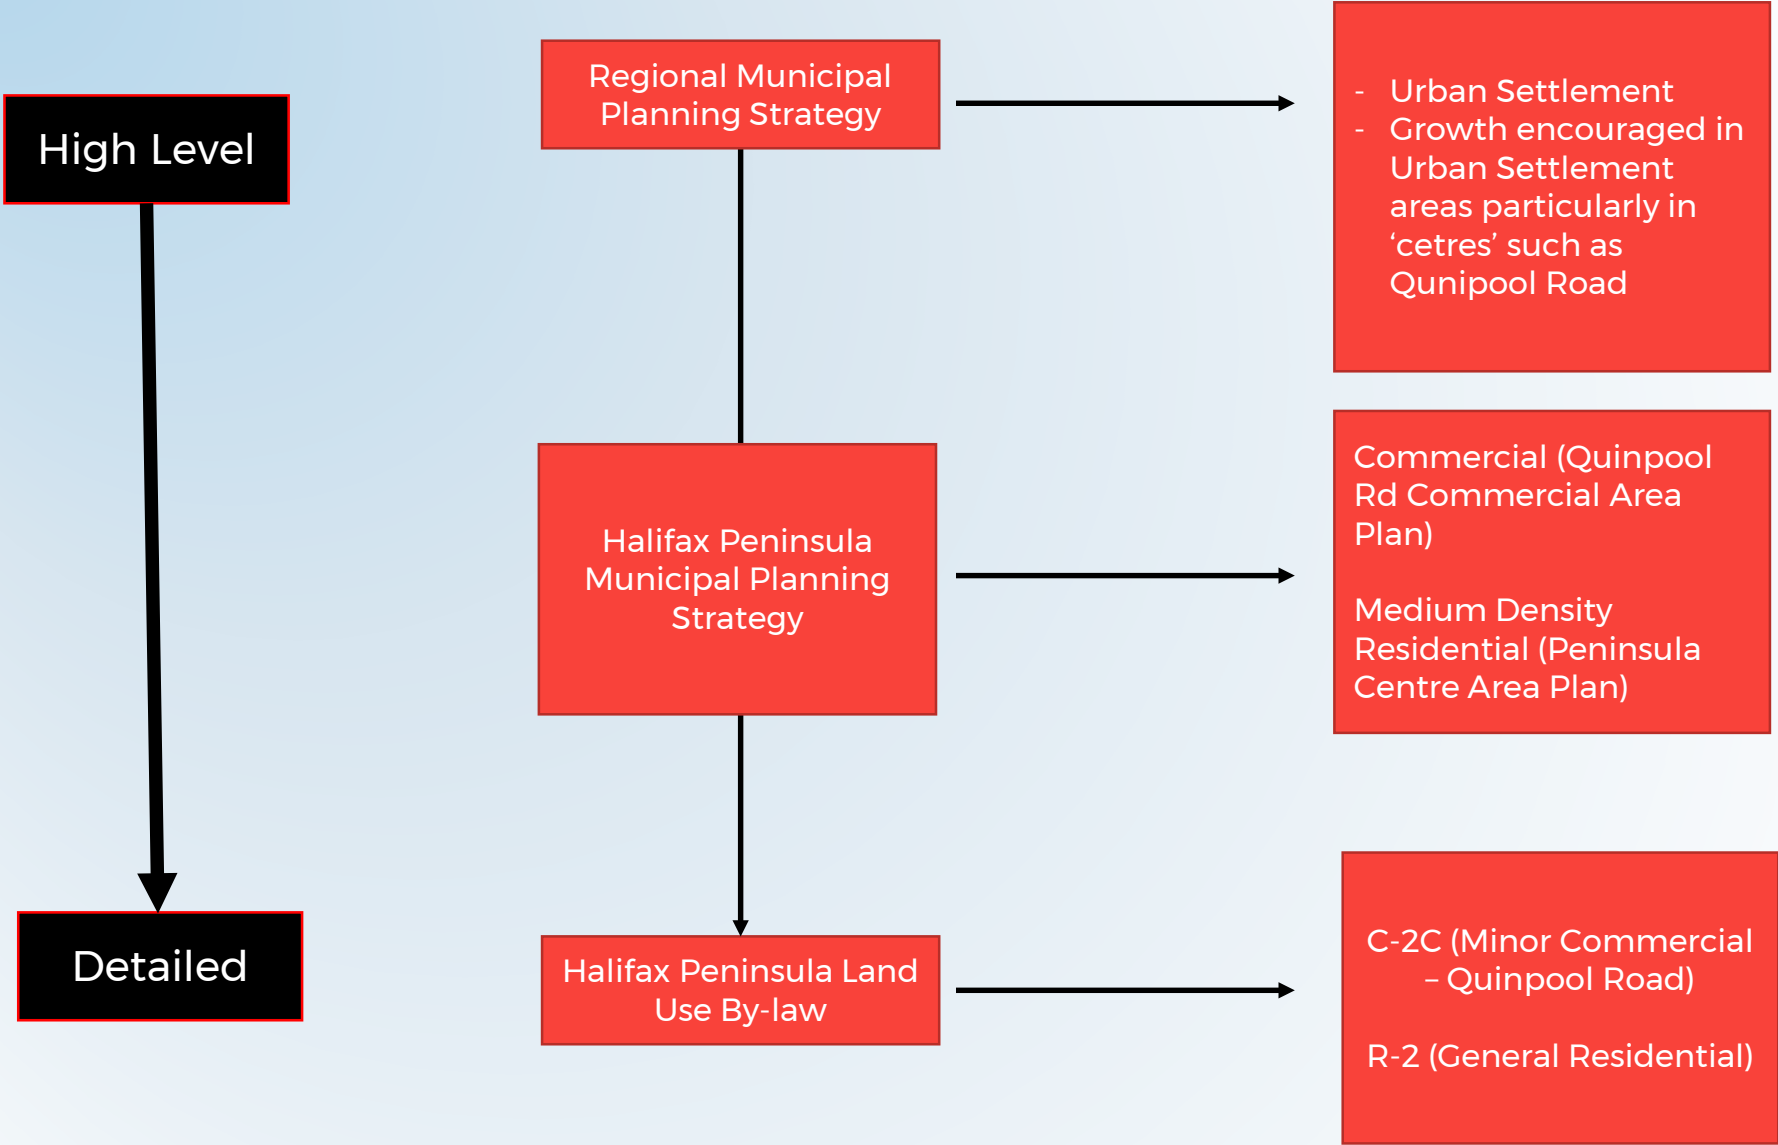 High Level
Detailed
Regional Municipal
Planning Strategy
- Urban Settlement
- Growth encouraged in
Urban Settlement
areas particularly in
‘cetres’ such as
Qunipool Road
Halifax Peninsula
Municipal Planning
Strategy
Commercial (Quinpool
Rd Commercial Area
Plan)
Medium Density
Residential (Peninsula
Centre Area Plan)
Halifax Peninsula Land
Use By-law
C-2C (Minor Commercial
– Quinpool Road)
R-2 (General Residential)